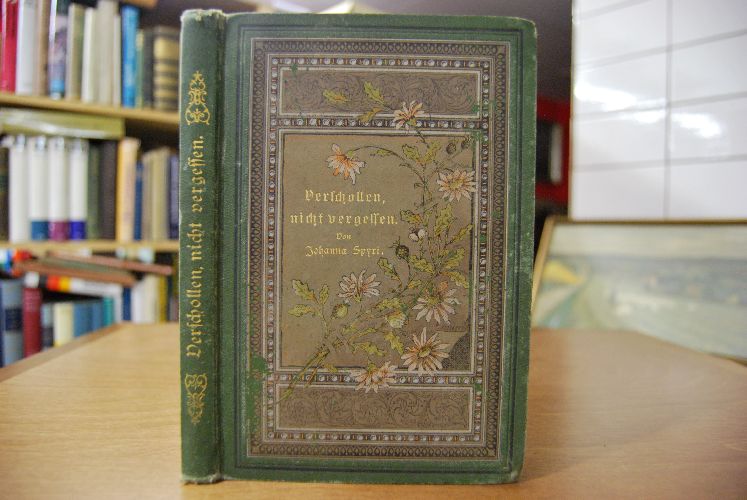 Verschollen, nicht vergessen.
Verschollen,
nicht vergessen.
Von
Johanna Spyri.